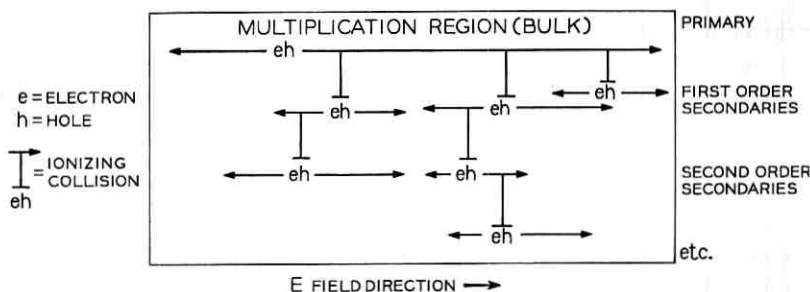 MULTIPLICATION REGION (BULK)
PRIMARY
eh
e = ELECTRON
h = HOLE
eh
FIRST ORDER
SECONDARIES
eh
eh
= IONIZING
COLLISION
eh
eh
eh
SECOND ORDER
SECONDARIES
eh
etc.
E FIELD DIRECTION